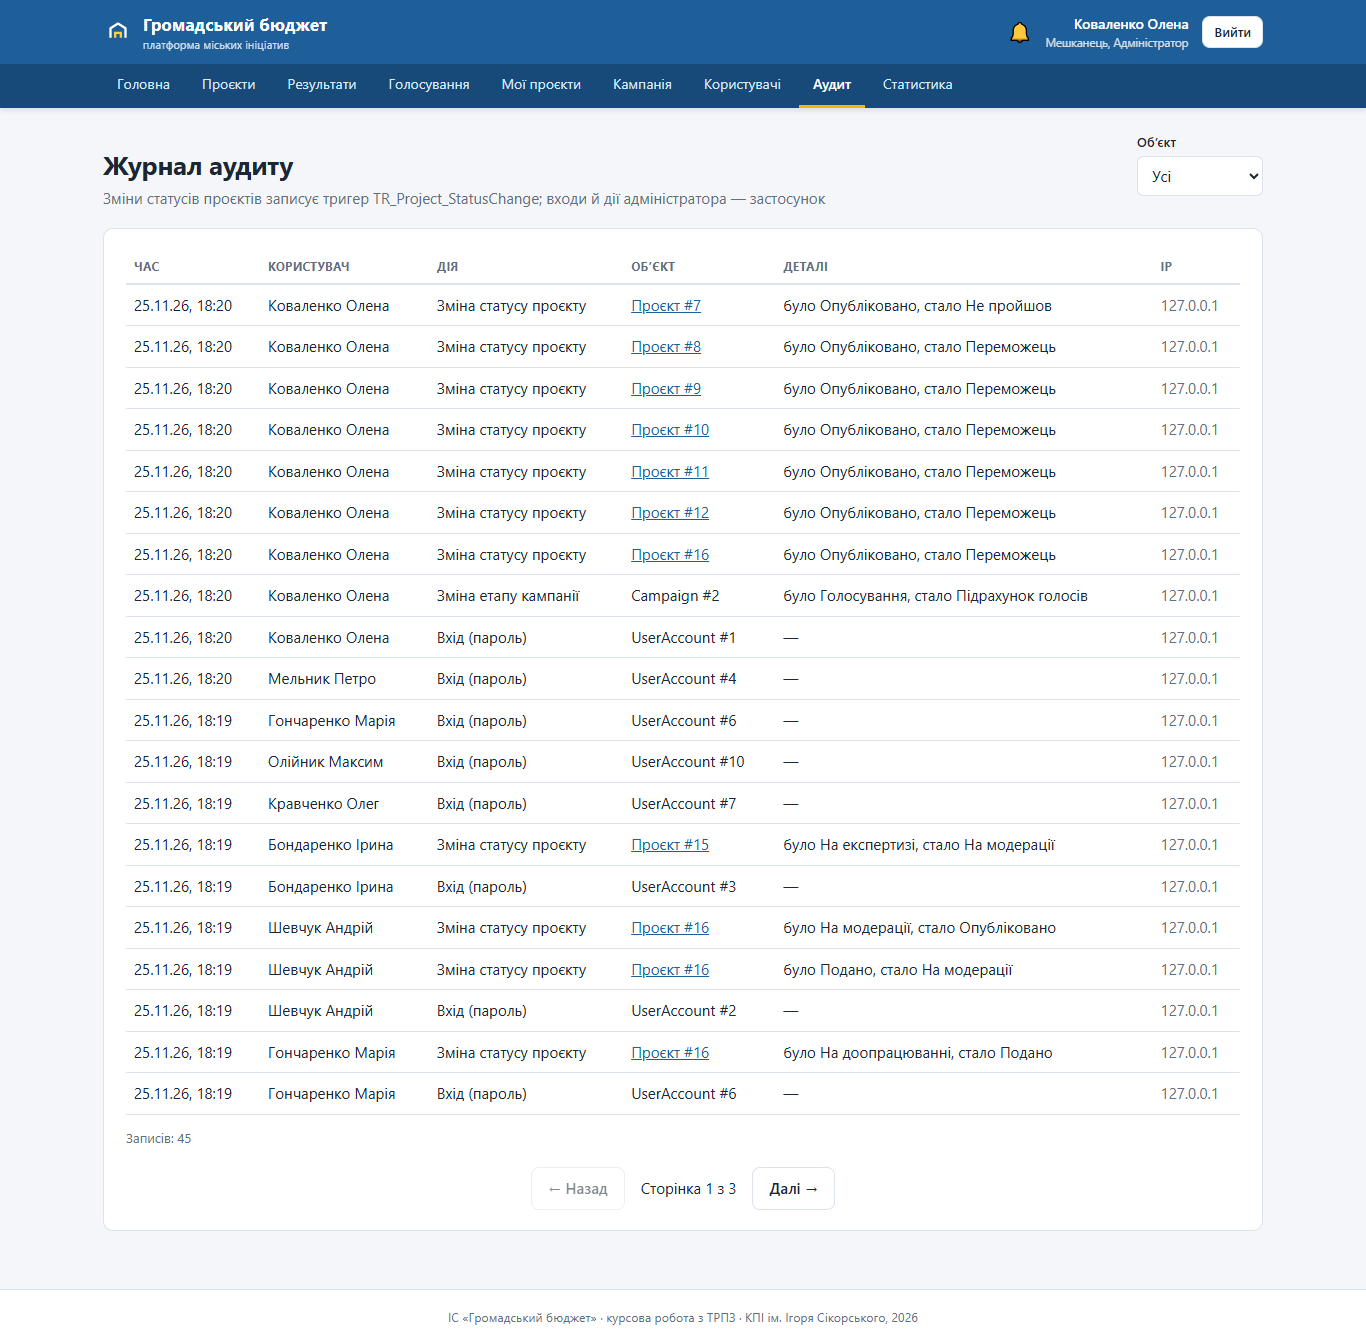 Громадський бюджет
платформа міських ініціатив
Коваленко Олена
Мешканець, Адміністратор
Вийти
Головна Проєкти Результати Голосування Мої проєкти Кампанія Користувачі Аудит Статистика
Журнал аудиту
Зміни статусів проєктів записує тригер TR_Project_StatusChange; входи й дії адміністратора — застосунок
Об’єкт
Усі
ЧАС КОРИСТУВАЧ ДІЯ ОБ’ЄКТ ДЕТАЛІ IP
25.11.26, 18:20 Коваленко Олена Зміна статусу проєкту Проєкт #7 було Опубліковано, стало Не пройшов 127.0.0.1
25.11.26, 18:20 Коваленко Олена Зміна статусу проєкту Проєкт #8 було Опубліковано, стало Переможець 127.0.0.1
25.11.26, 18:20 Коваленко Олена Зміна статусу проєкту Проєкт #9 було Опубліковано, стало Переможець 127.0.0.1
25.11.26, 18:20 Коваленко Олена Зміна статусу проєкту Проєкт #10 було Опубліковано, стало Переможець 127.0.0.1
25.11.26, 18:20 Коваленко Олена Зміна статусу проєкту Проєкт #11 було Опубліковано, стало Переможець 127.0.0.1
25.11.26, 18:20 Коваленко Олена Зміна статусу проєкту Проєкт #12 було Опубліковано, стало Переможець 127.0.0.1
25.11.26, 18:20 Коваленко Олена Зміна статусу проєкту Проєкт #16 було Опубліковано, стало Переможець 127.0.0.1
25.11.26, 18:20 Коваленко Олена Зміна етапу кампанії Campaign #2 було Голосування, стало Підрахунок голосів 127.0.0.1
25.11.26, 18:20 Коваленко Олена Вхід (пароль) UserAccount #1 — 127.0.0.1
25.11.26, 18:20 Мельник Петро Вхід (пароль) UserAccount #4 — 127.0.0.1
25.11.26, 18:19 Гончаренко Марія Вхід (пароль) UserAccount #6 — 127.0.0.1
25.11.26, 18:19 Олійник Максим Вхід (пароль) UserAccount #10 — 127.0.0.1
25.11.26, 18:19 Кравченко Олег Вхід (пароль) UserAccount #7 — 127.0.0.1
25.11.26, 18:19 Бондаренко Ірина Зміна статусу проєкту Проєкт #15 було На експертизі, стало На модерації 127.0.0.1
25.11.26, 18:19 Бондаренко Ірина Вхід (пароль) UserAccount #3 — 127.0.0.1
25.11.26, 18:19 Шевчук Андрій Зміна статусу проєкту Проєкт #16 було На модерації, стало Опубліковано 127.0.0.1
25.11.26, 18:19 Шевчук Андрій Зміна статусу проєкту Проєкт #16 було Подано, стало На модерації 127.0.0.1
25.11.26, 18:19 Шевчук Андрій Вхід (пароль) UserAccount #2 — 127.0.0.1
25.11.26, 18:19 Гончаренко Марія Зміна статусу проєкту Проєкт #16 було На доопрацюванні, стало Подано 127.0.0.1
25.11.26, 18:19 Гончаренко Марія Вхід (пароль) UserAccount #6 — 127.0.0.1
Записів: 45
← Назад Сторінка 1 з 3 Далі →
ІС «Громадський бюджет» · курсова робота з ТРПЗ · КПІ ім. Ігоря Сікорського, 2026